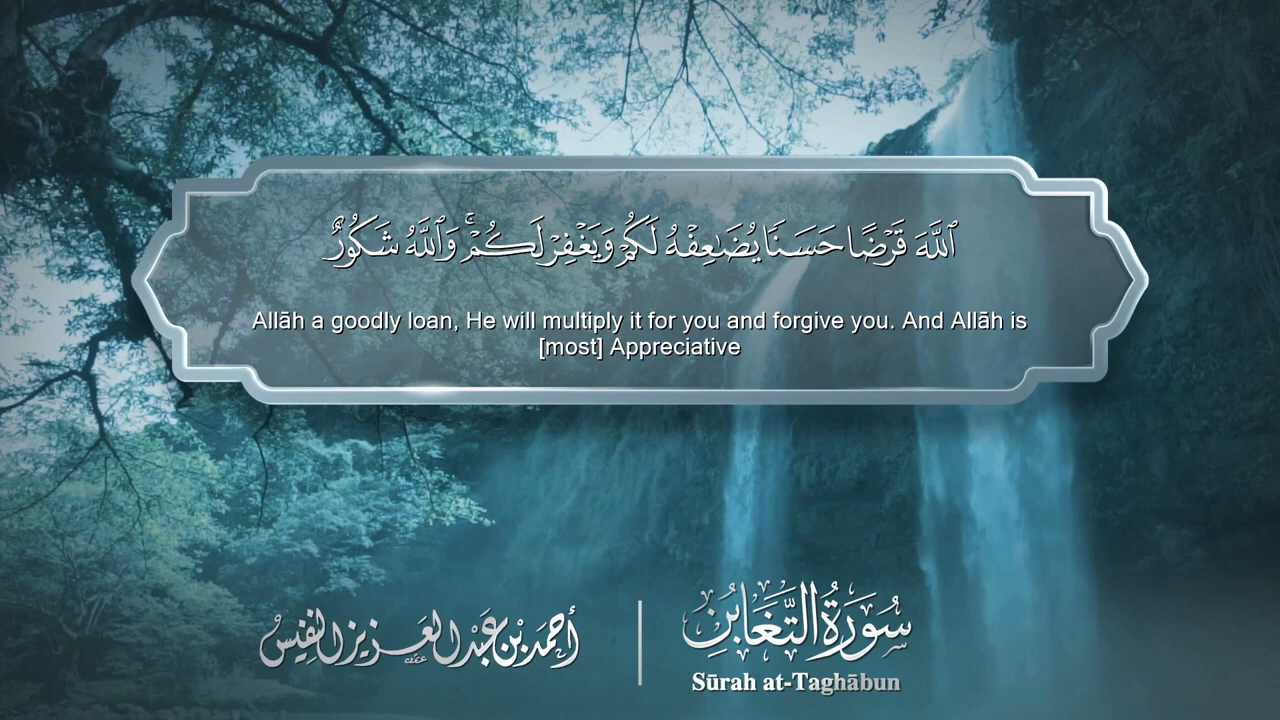 ٱللَّهَ قَرۡضًا حَسَنٗا يُضَٰعِفۡهُ لَكُمۡ وَيَغۡفِرۡ لَكُمۡۚ وَٱللَّهُ شَكُورٌ
Allāh a goodly loan, He will multiply it for you and forgive you. And Allāh is
[most] Appreciative
سُورَةُ التَّغَابُنِ
Sūrah at-Taghābun
أحمد بن عبد العزيز النفيس